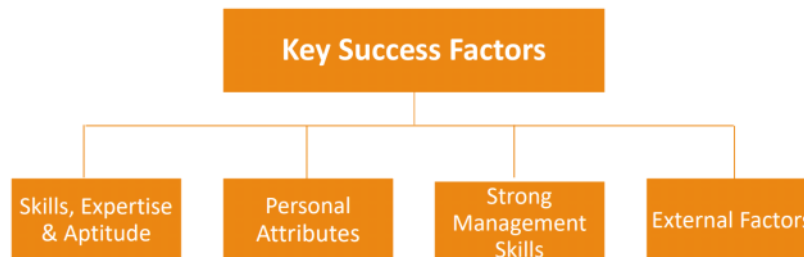 Key Success Factors
Skills, Expertise
& Aptitude
Personal
Attributes
Strong
Management
Skills
External Factors